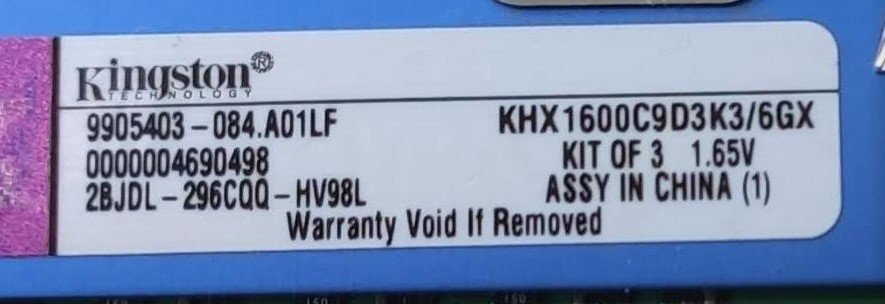 Kingston®
TECHNOLOGY
9905403-084.A01LF KHX1600C9D3K3/6GX
0000004690498 KIT OF 3 1.65V
2BJDL-296CQQ-HV98L ASSY IN CHINA (1)
Warranty Void If Removed